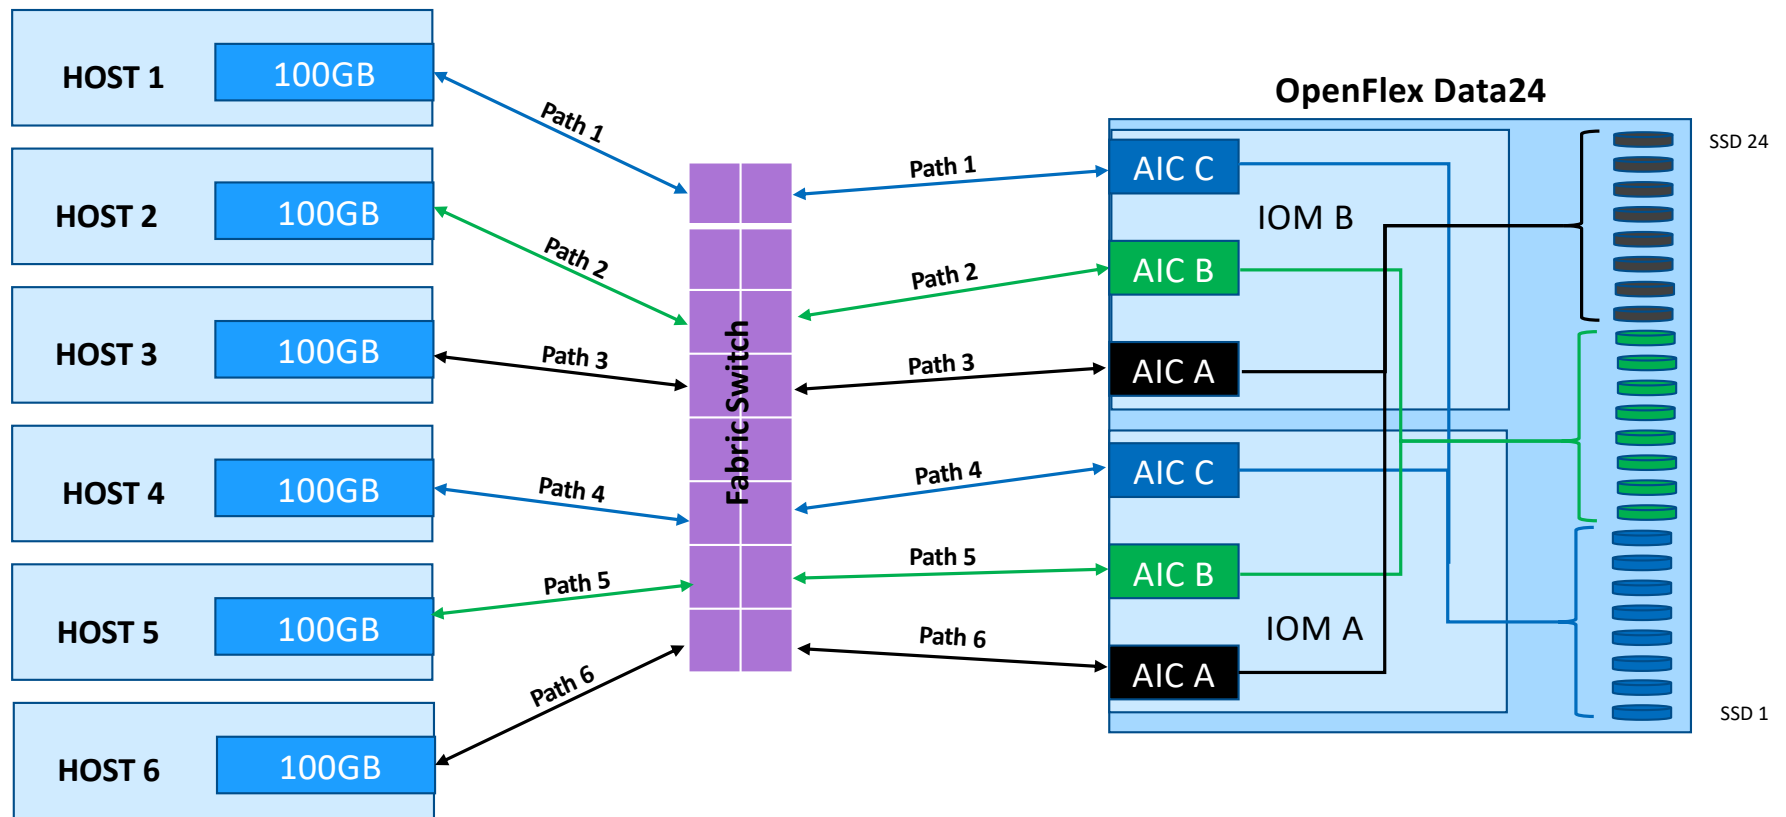 HOST 1
100GB
HOST 2
100GB
HOST 3
100GB
HOST 4
100GB
HOST 5
100GB
HOST 6
100GB
Path 1
Path 2
Path 3
Path 4
Path 5
Path 6
Fabric Switch
Path 1
Path 2
Path 3
Path 4
Path 5
Path 6
OpenFlex Data24
AIC C
AIC B
AIC A
IOM B
AIC C
AIC B
AIC A
IOM A
SSD 24
SSD 1